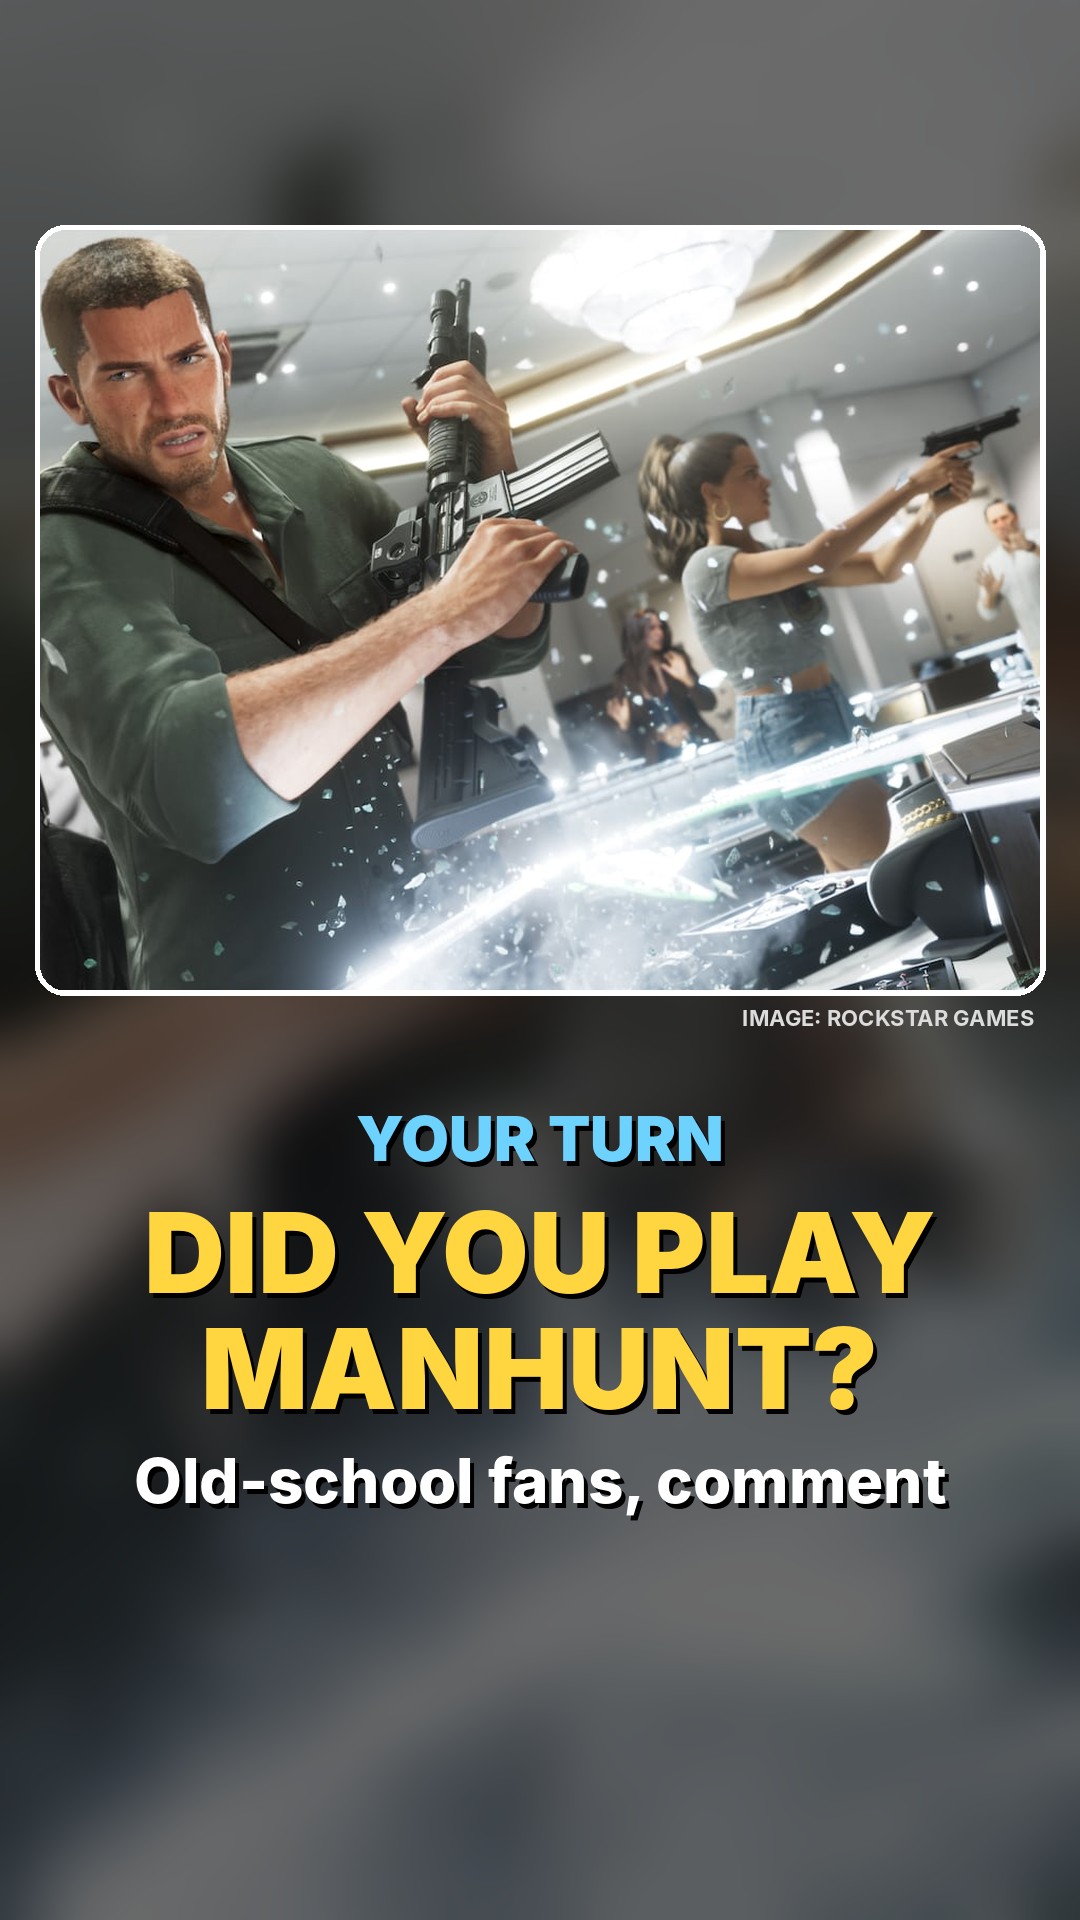 IMAGE: ROCKSTAR GAMES
YOUR TURN
DID YOU PLAY
MANHUNT?
Old-school fans, comment